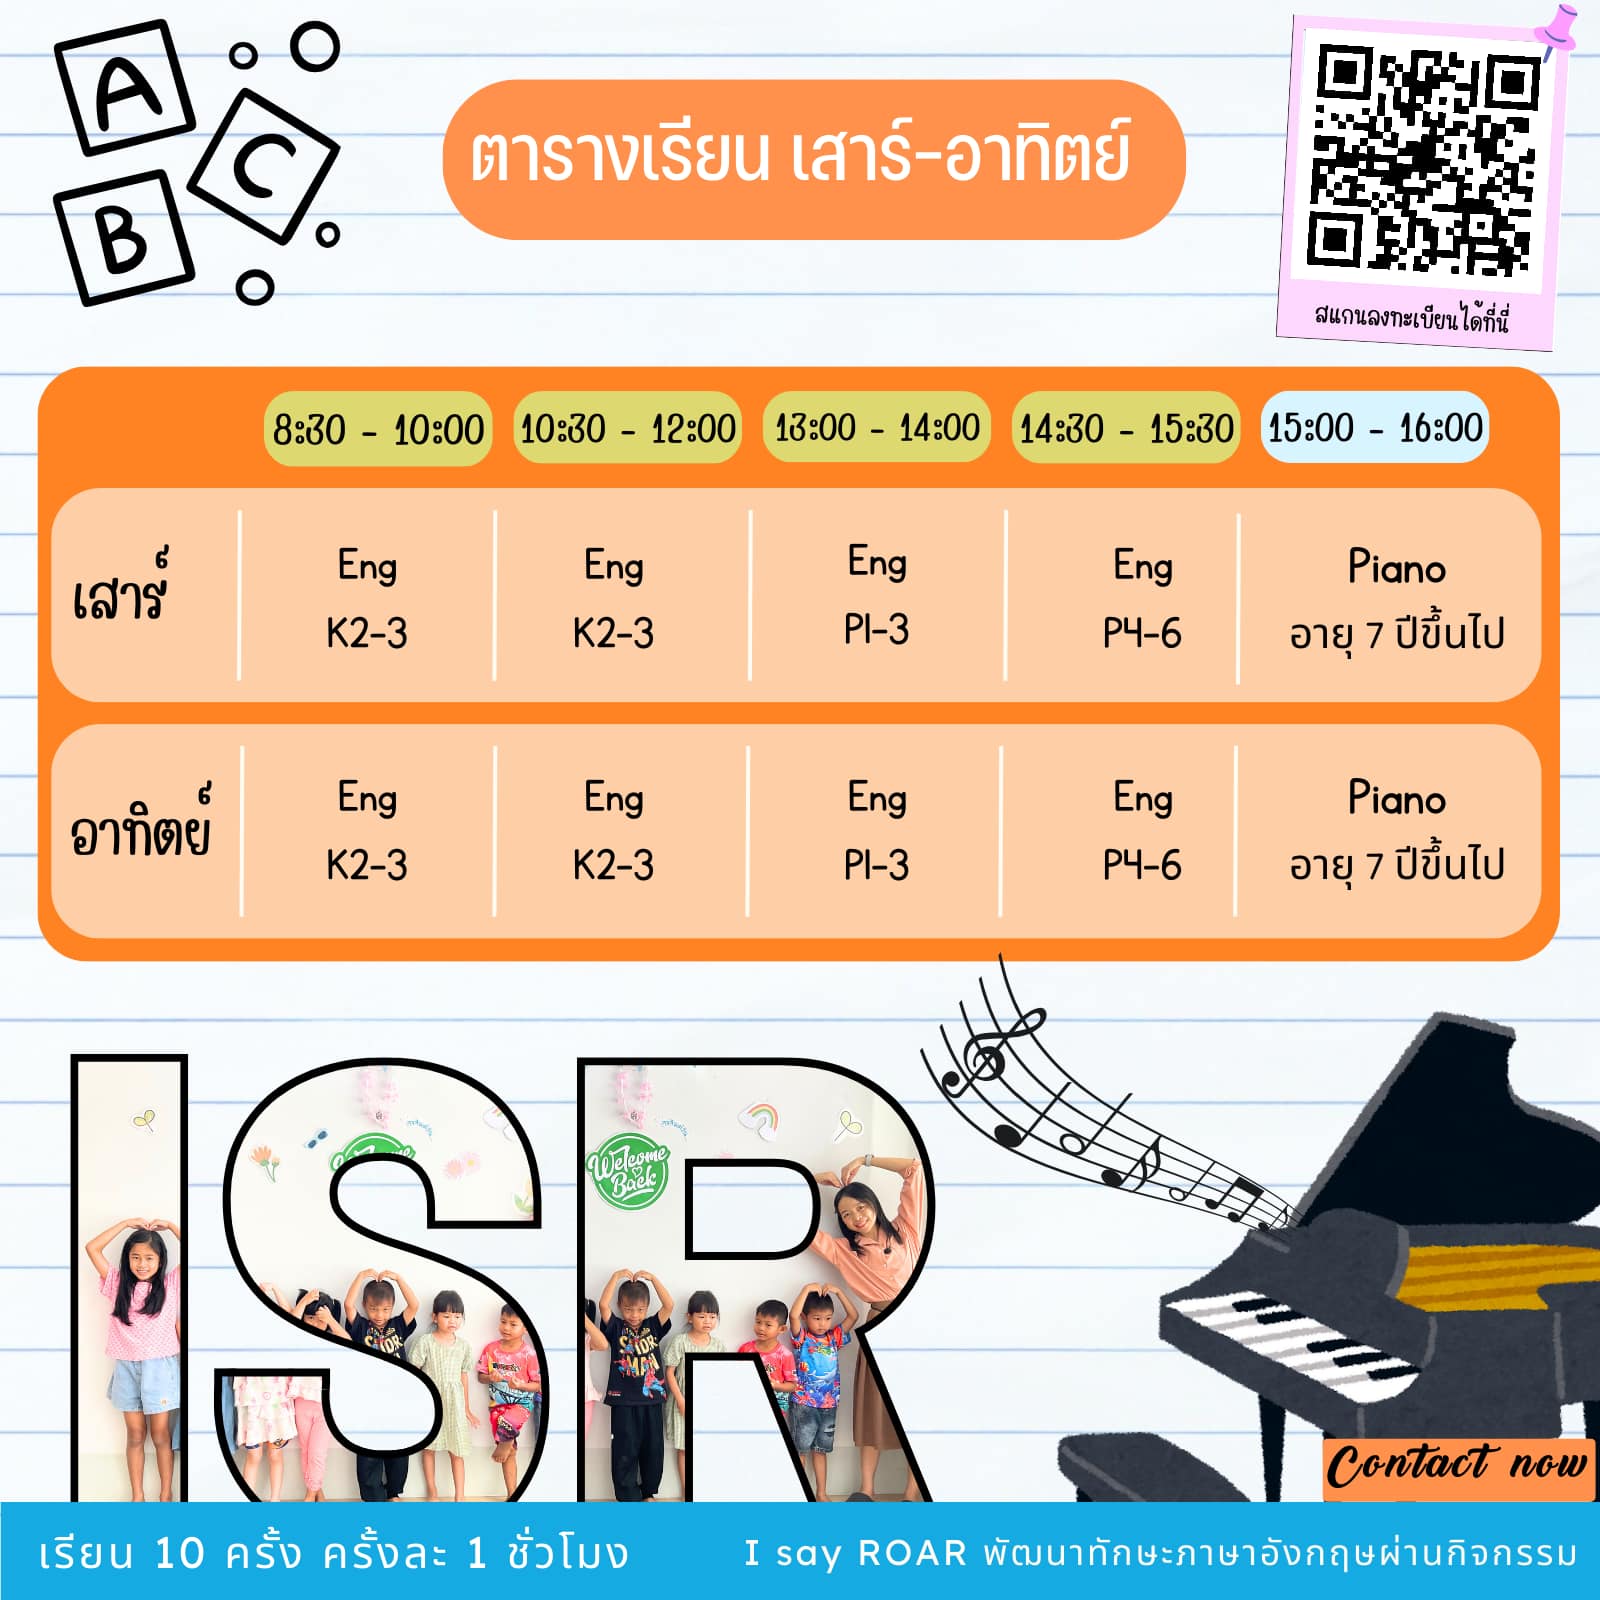 A
C
B
ตารางเรียน เสาร์-อาทิตย์
สแกนลงทะเบียนได้ที่นี่
8:30 - 10:00 10:30 - 12:00 13:00 - 14:00 14:30 - 15:30 15:00 - 16:00
เสาร์
Eng Eng Eng Eng Piano
K2-3 K2-3 P1-3 P4-6 อายุ 7 ปีขึ้นไป
อาทิตย์
Eng Eng Eng Eng Piano
K2-3 K2-3 P1-3 P4-6 อายุ 7 ปีขึ้นไป
ISR
Welcome
Back
Contact now
เรียน 10 ครั้ง ครั้งละ 1 ชั่วโมง
I say ROAR พัฒนาทักษะภาษาอังกฤษผ่านกิจกรรม